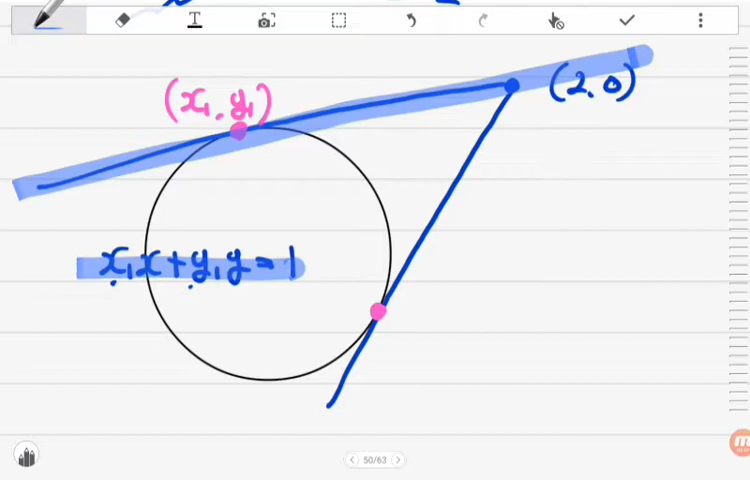 T
(x₁, y₁)
(2, 0)
x₁x + y₁y = 1
50/63